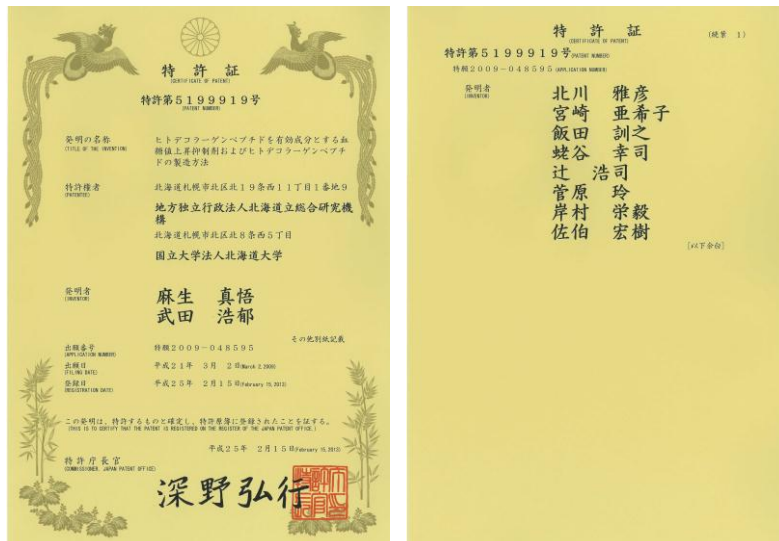 特許証
(CERTIFICATE OF PATENT)
特許第5199919号
(PATENT NUMBER)
発明の名称
(TITLE OF THE INVENTION)
ヒトデコラーゲンペプチドを有効成分とする血
糖値上昇抑制剤およびヒトデコラーゲンペプチ
ドの製造方法
特許権者
(PATENTEE)
北海道札幌市北区北19条西11丁目1番地9
地方独立行政法人北海道立総合研究機
構
北海道札幌市北区北8条西5丁目
国立大学法人北海道大学
発明者
(INVENTOR)
麻生 真悟
武田 浩郁
その他別紙記載
出願番号
(APPLICATION NUMBER)
特願2009-048595
出願日
(FILING DATE)
平成21年 3月 2日(March 2,2009)
登録日
(REGISTRATION DATE)
平成25年 2月15日(February 15,2013)
この発明は、特許するものと確定し、特許原簿に登録されたことを証する。
(THIS IS TO CERTIFY THAT THE PATENT IS REGISTERED ON THE REGISTER OF THE JAPAN PATENT OFFICE.)
平成25年 2月15日(February 15,2013)
特許庁長官
(COMMISSIONER, JAPAN PATENT OFFICE)
深野弘行
特許証
(CERTIFICATE OF PATENT)
(続葉 1)
特許第5199919号(PATENT NUMBER)
特願2009-048595(APPLICATION NUMBER)
発明者
(INVENTOR)
北川 雅彦
宮崎 亜希子
飯田 訓之
蛯谷 幸司
辻 浩司
菅原 玲
岸村 栄毅
佐伯 宏樹
[以下余白]